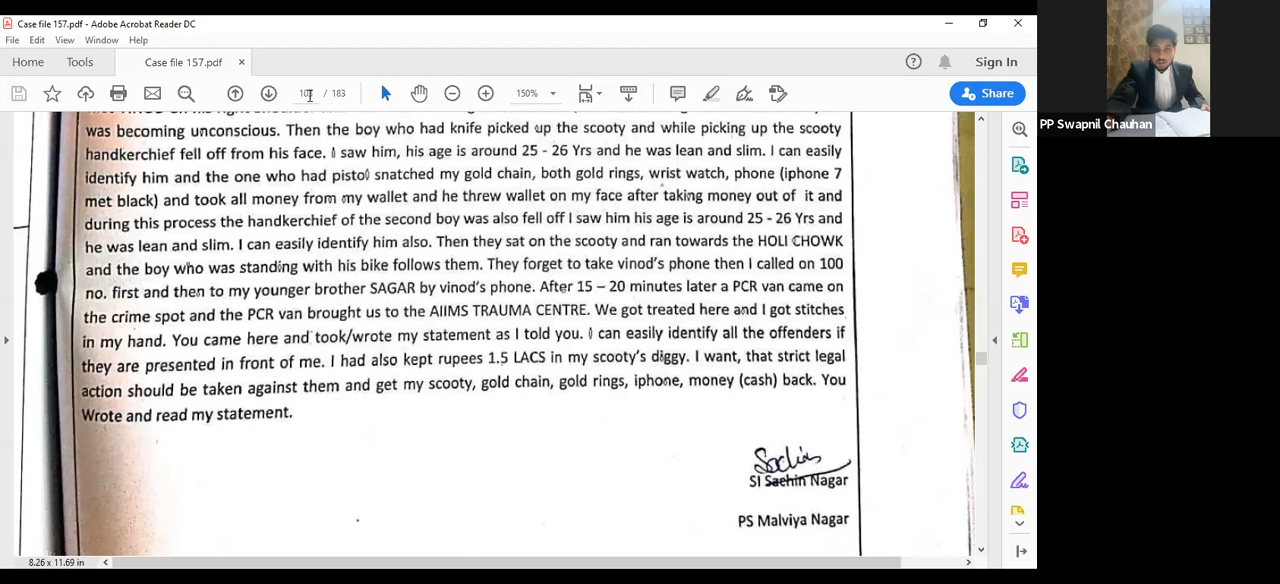 Case file 157.pdf - Adobe Acrobat Reader DC
File Edit View Window Help
Home Tools Case file 157.pdf × Sign In
/ 183 150% Share
was becoming unconscious. Then the boy who had knife picked up the scooty and while picking up the scooty
handkerchief fell off from his face. I saw him, his age is around 25 - 26 Yrs and he was lean and slim. I can easily
identify him and the one who had pistol snatched my gold chain, both gold rings, wrist watch, phone (iphone 7
met black) and took all money from my wallet and he threw wallet on my face after taking money out of it and
during this process the handkerchief of the second boy was also fell off I saw him his age is around 25 - 26 Yrs and
he was lean and slim. I can easily identify him also. Then they sat on the scooty and ran towards the HOLI CHOWK
and the boy who was standing with his bike follows them. They forget to take vinod's phone then I called on 100
no. first and then to my younger brother SAGAR by vinod's phone. After 15 – 20 minutes later a PCR van came on
the crime spot and the PCR van brought us to the AIIMS TRAUMA CENTRE. We got treated here and I got stitches
in my hand. You came here and took/wrote my statement as I told you. I can easily identify all the offenders if
they are presented in front of me. I had also kept rupees 1.5 LACS in my scooty's diggy. I want, that strict legal
action should be taken against them and get my scooty, gold chain, gold rings, iphone, money (cash) back. You
Wrote and read my statement.
Sachin
SI Sachin Nagar
PS Malviya Nagar
8.26 x 11.69 in
PP Swapnil Chauhan